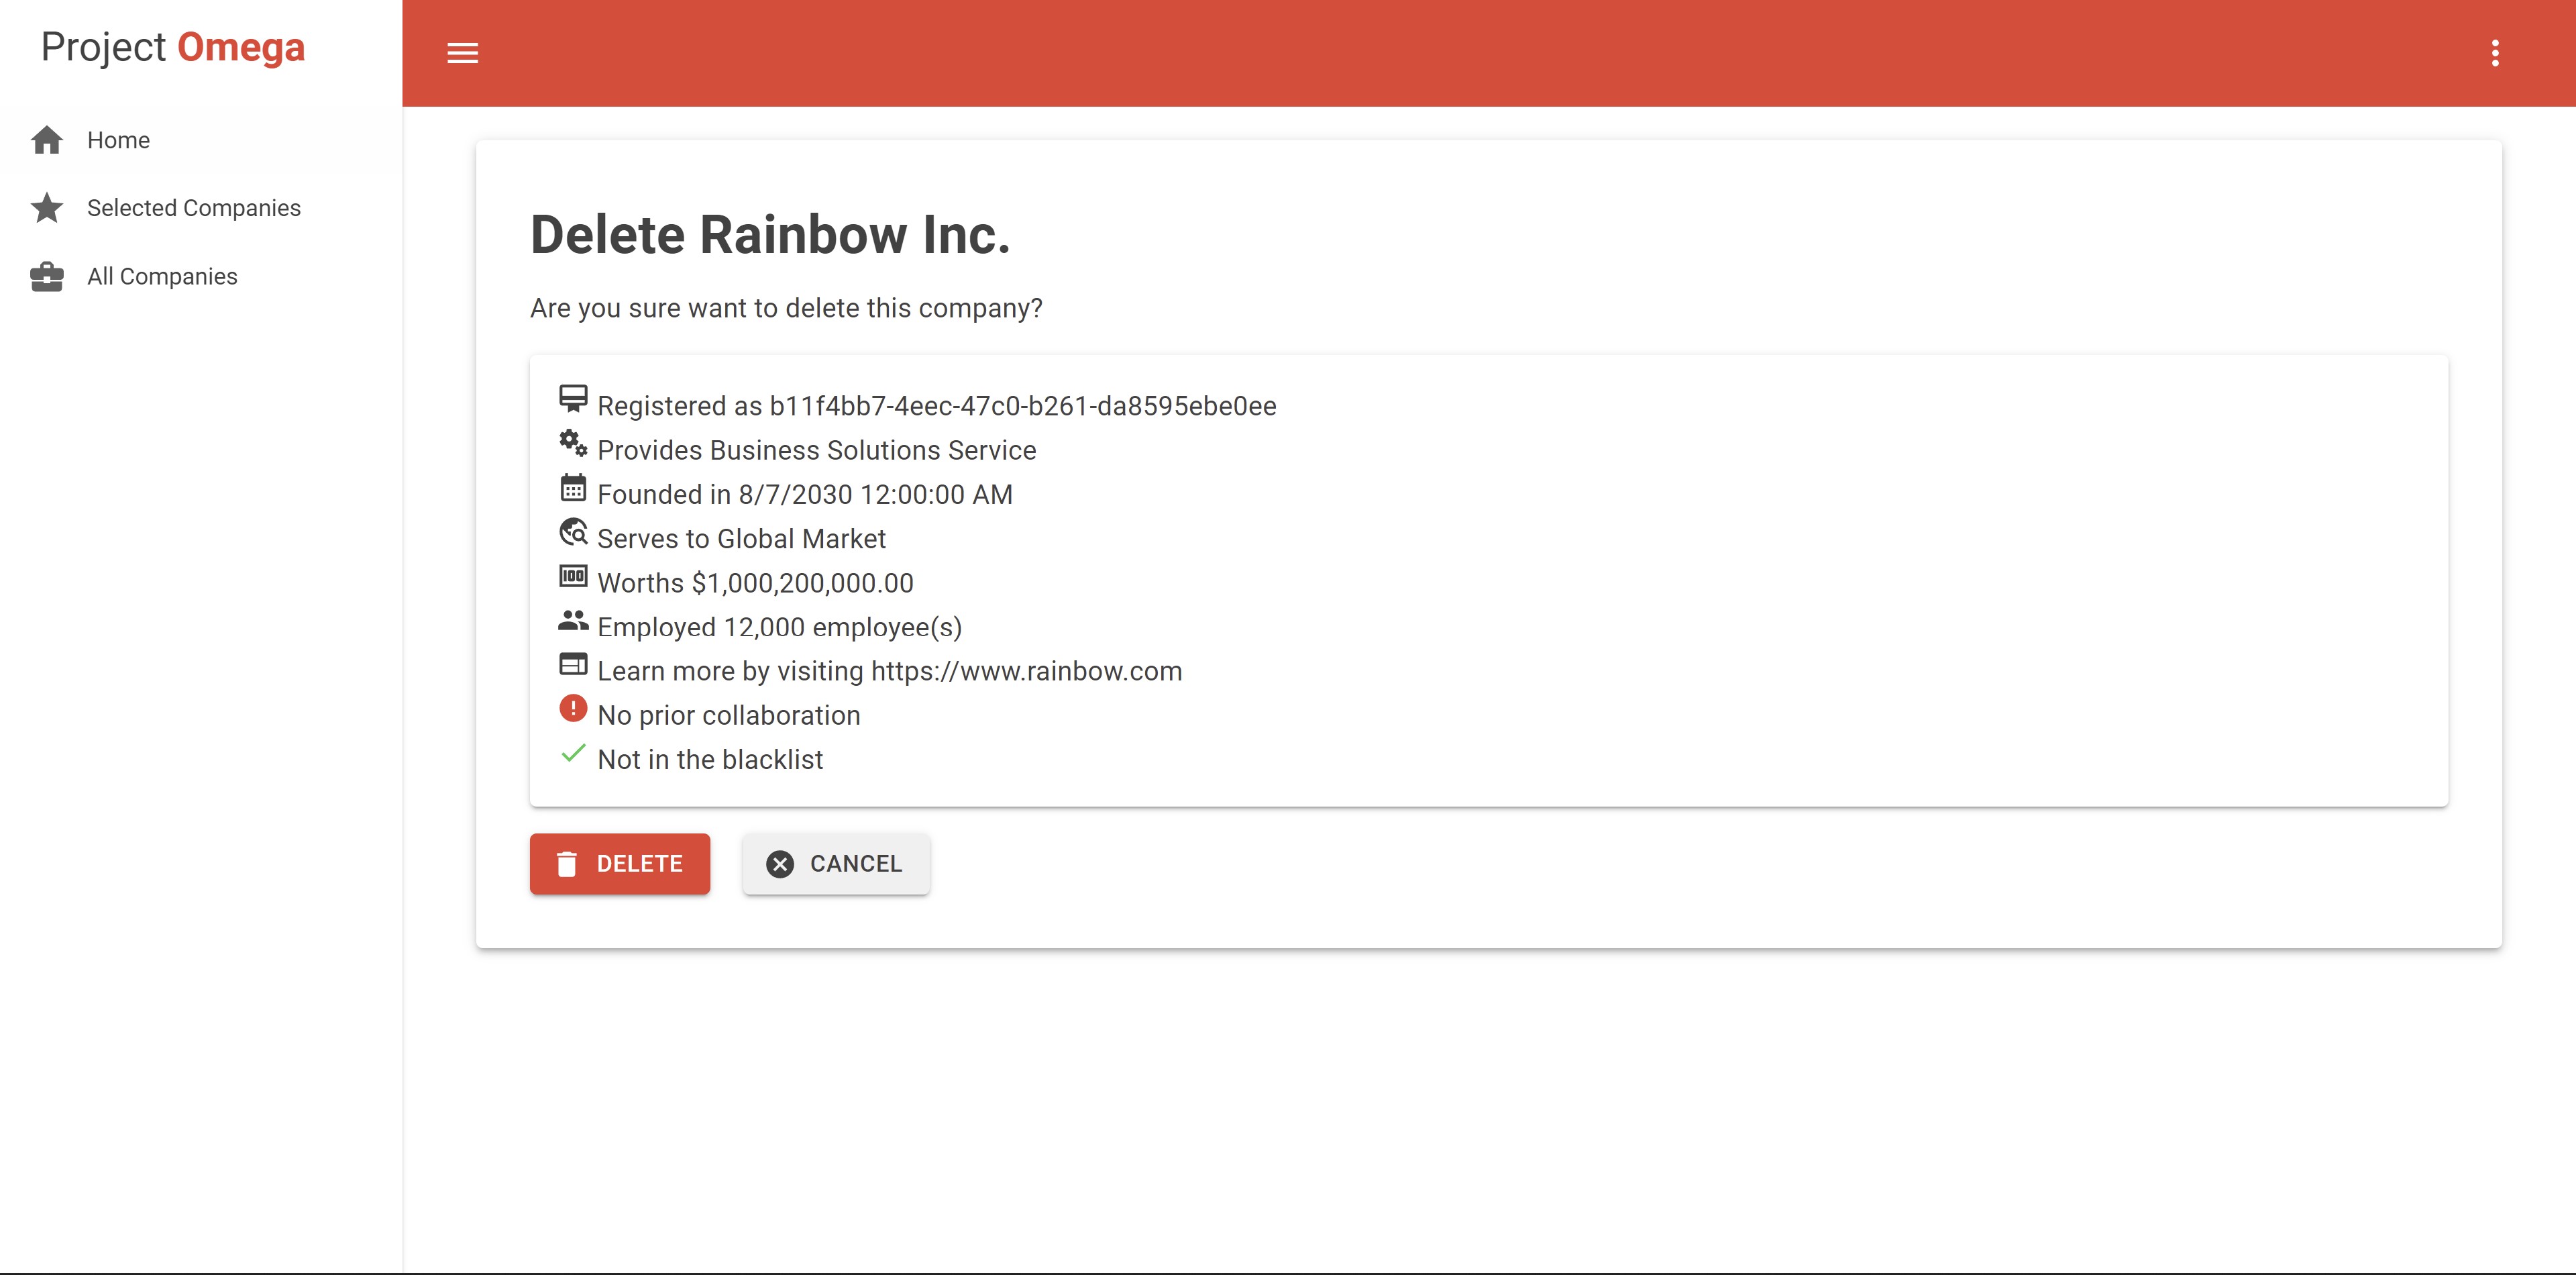 Project Omega
Home
Selected Companies
All Companies
Delete Rainbow Inc.
Are you sure want to delete this company?
Registered as b11f4bb7-4eec-47c0-b261-da8595ebe0ee
Provides Business Solutions Service
Founded in 8/7/2030 12:00:00 AM
Serves to Global Market
Worths $1,000,200,000.00
Employed 12,000 employee(s)
Learn more by visiting https://www.rainbow.com
No prior collaboration
Not in the blacklist
DELETE
CANCEL